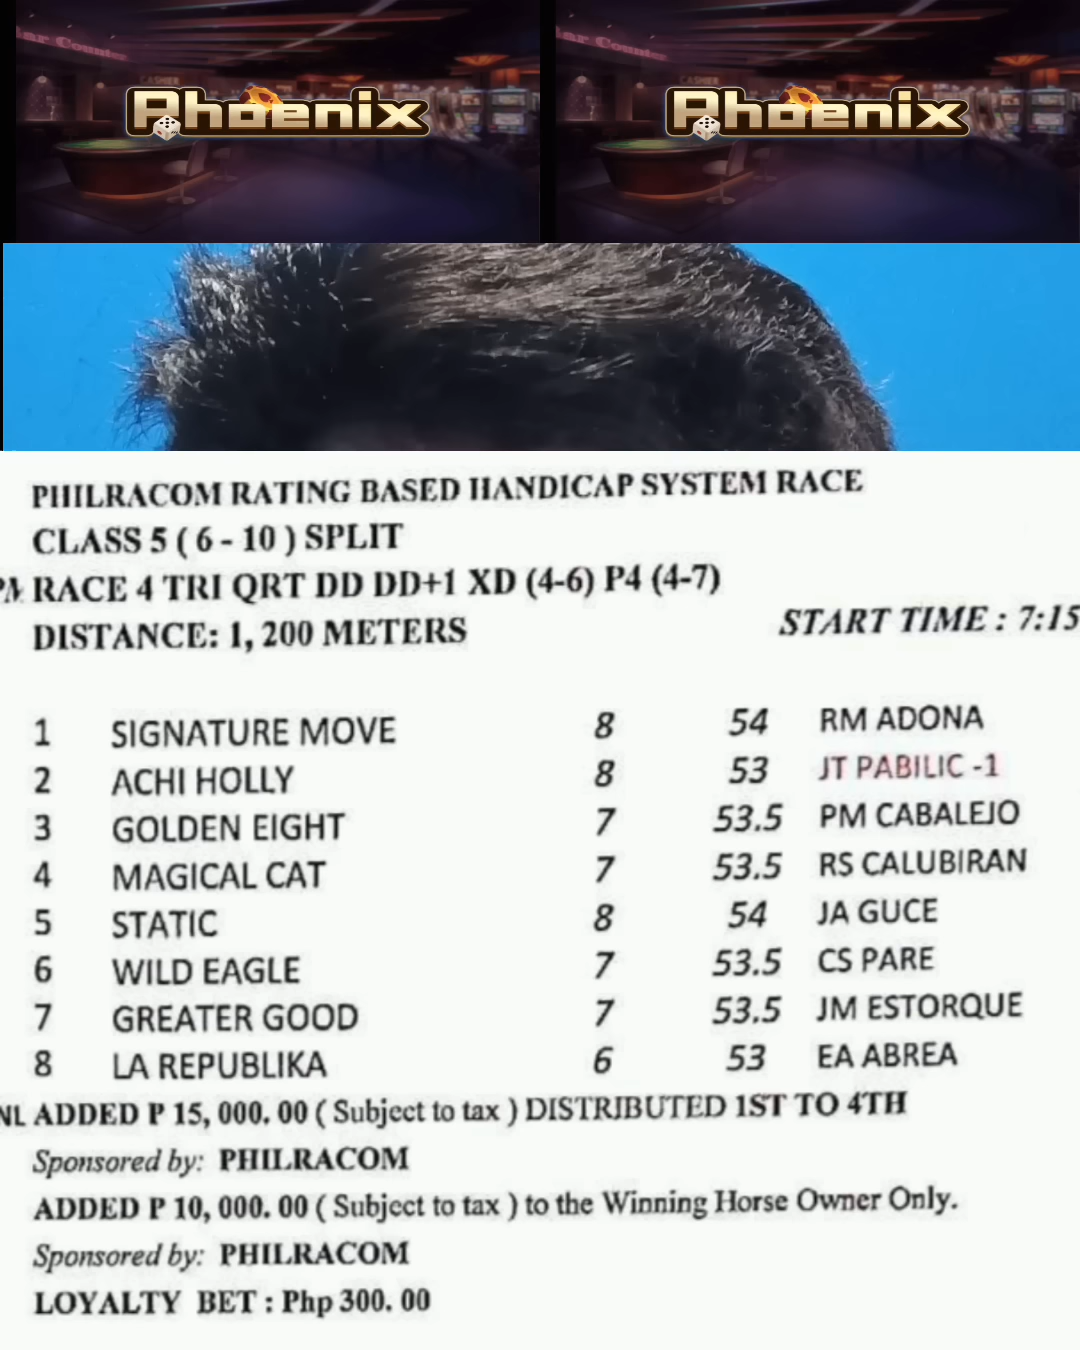 Phoenix
Phoenix
PHILRACOM RATING BASED HANDICAP SYSTEM RACE
CLASS 5 ( 6 - 10 ) SPLIT
PM RACE 4 TRI QRT DD DD+1 XD (4-6) P4 (4-7)
DISTANCE: 1, 200 METERS
START TIME : 7:15
1 SIGNATURE MOVE 8 54 RM ADONA
2 ACHI HOLLY 8 53 JT PABILIC -1
3 GOLDEN EIGHT 7 53.5 PM CABALEJO
4 MAGICAL CAT 7 53.5 RS CALUBIRAN
5 STATIC 8 54 JA GUCE
6 WILD EAGLE 7 53.5 CS PARE
7 GREATER GOOD 7 53.5 JM ESTORQUE
8 LA REPUBLIKA 6 53 EA ABREA
NL ADDED P 15, 000. 00 ( Subject to tax ) DISTRIBUTED 1ST TO 4TH
Sponsored by: PHILRACOM
ADDED P 10, 000. 00 ( Subject to tax ) to the Winning Horse Owner Only.
Sponsored by: PHILRACOM
LOYALTY BET : Php 300. 00